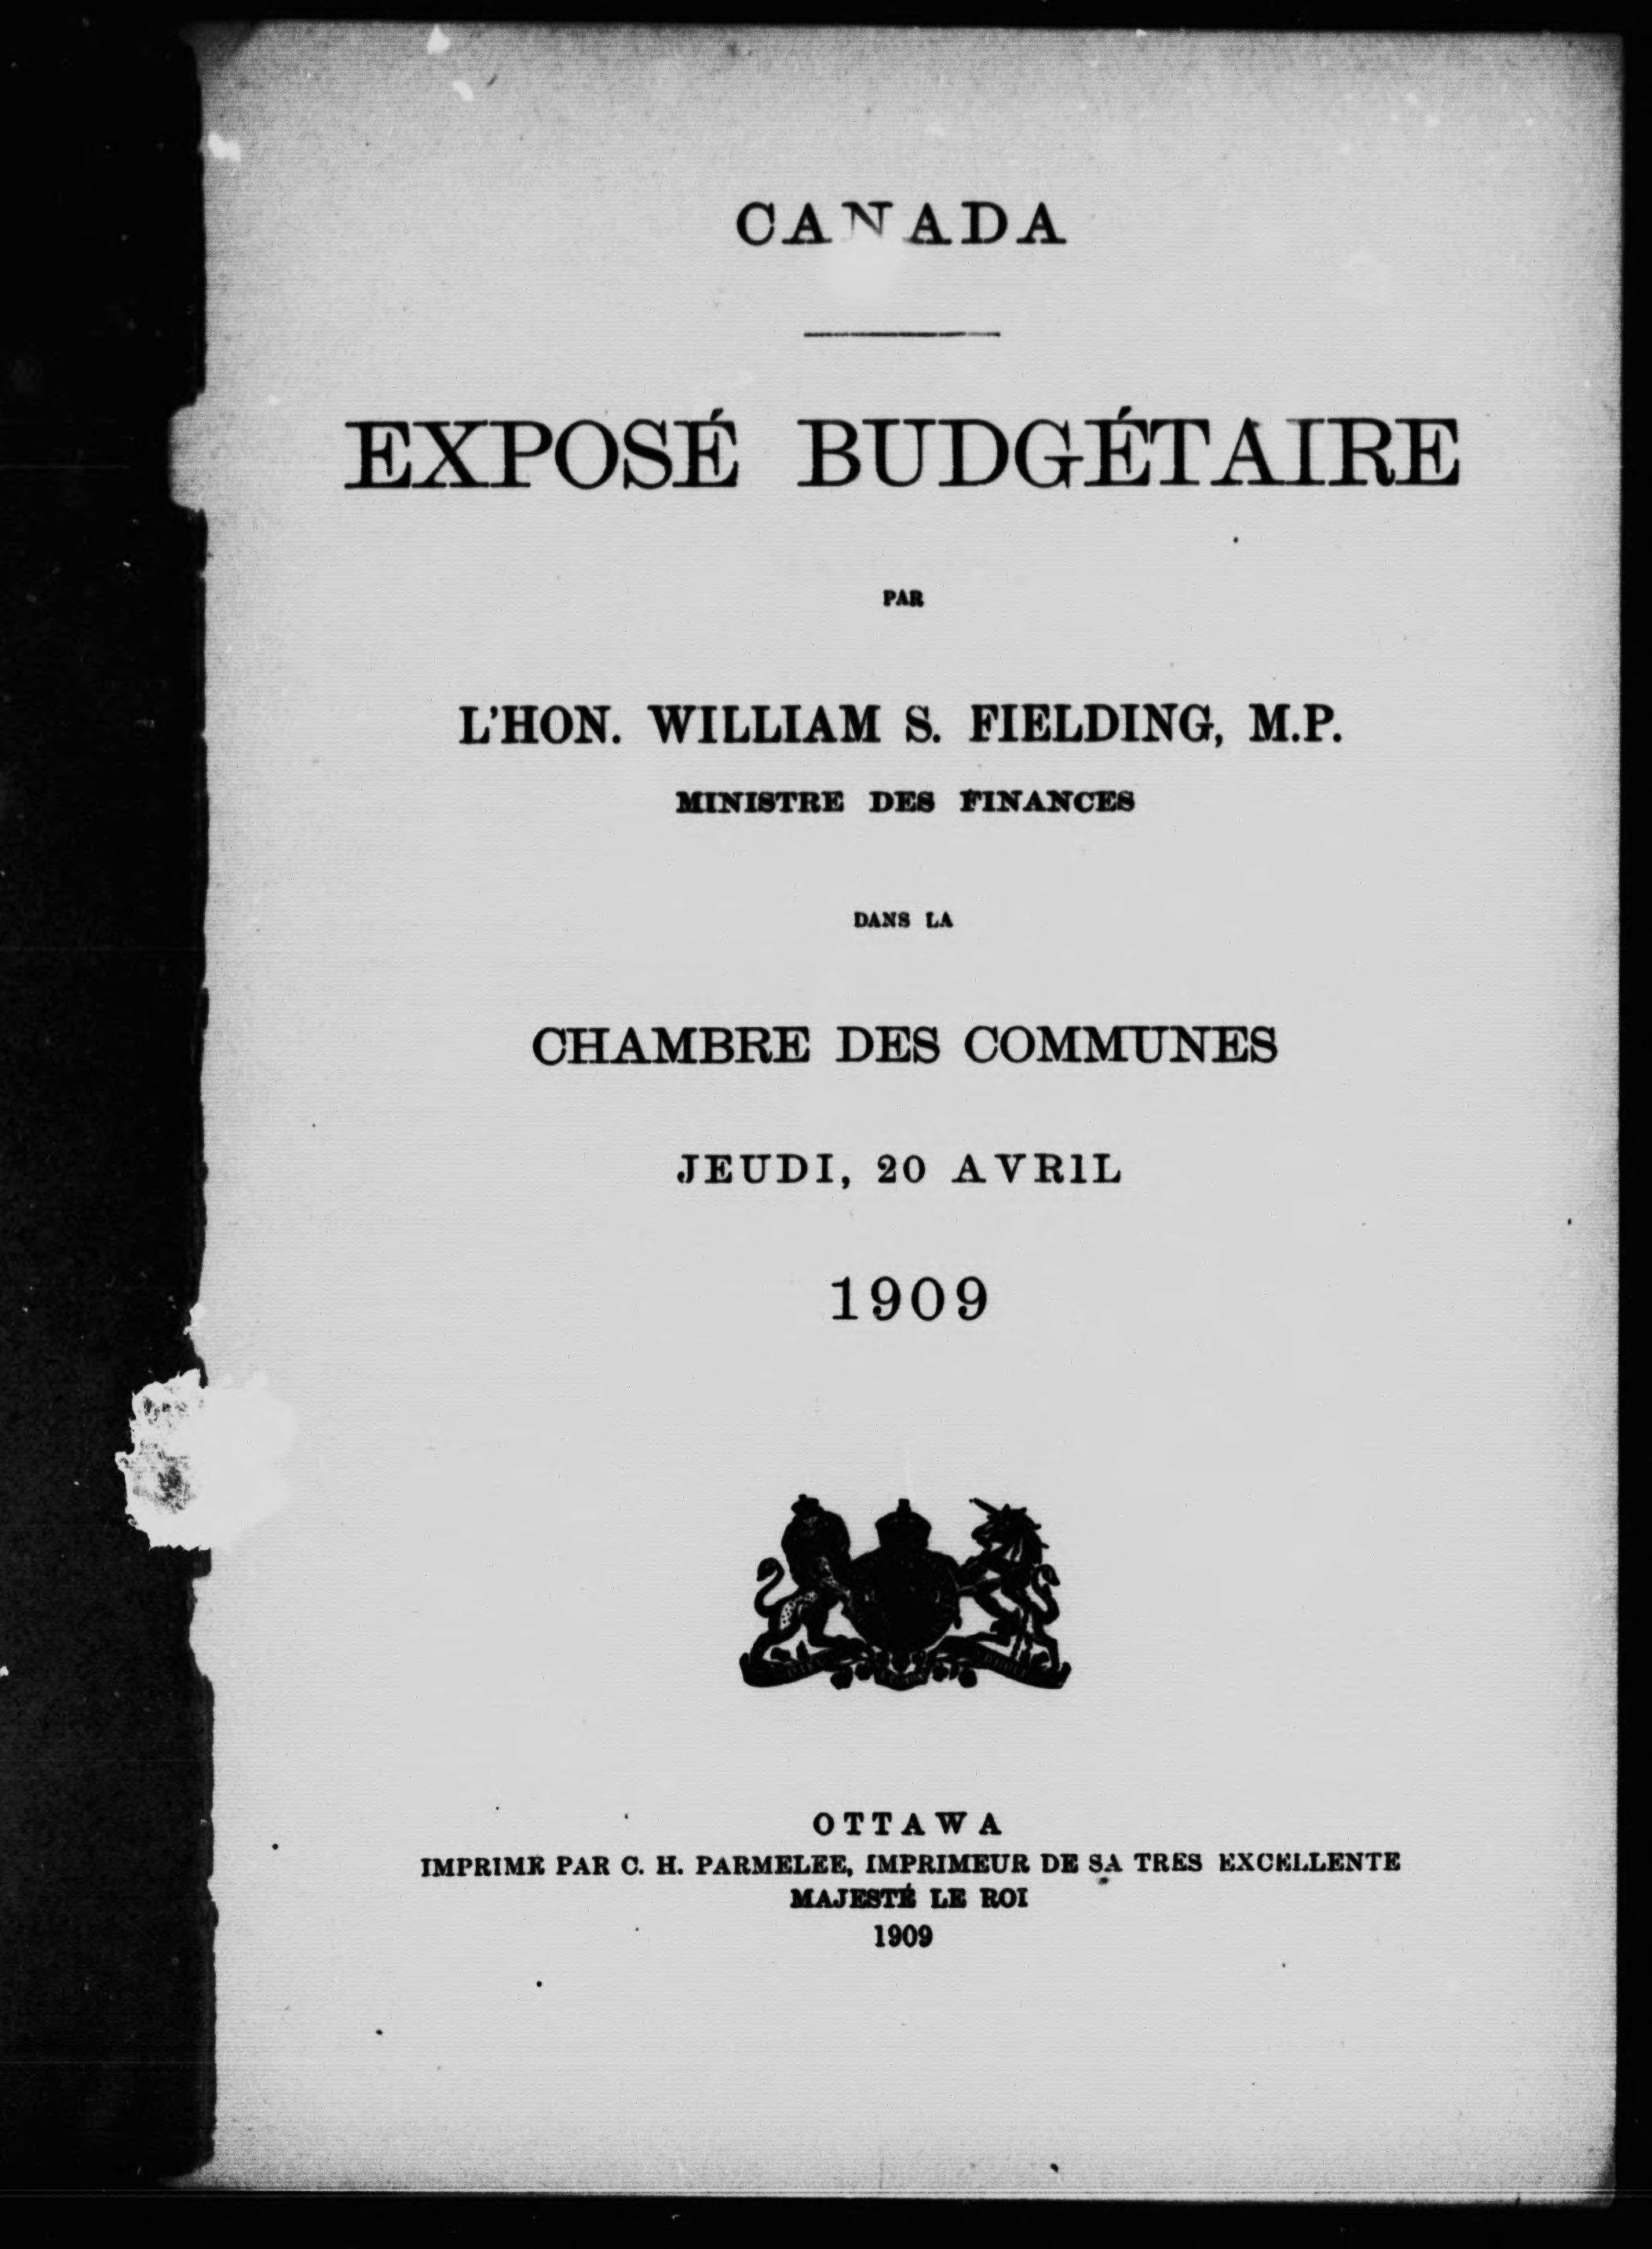 CANADA
EXPOSÉ BUDGÉTAIRE
PAR
L'HON. WILLIAM S. FIELDING, M.P.
MINISTRE DES FINANCES
DANS LA
CHAMBRE DES COMMUNES
JEUDI, 20 AVRIL
1909
OTTAWA
IMPRIMÉ PAR C. H. PARMELEE, IMPRIMEUR DE SA TRES EXCELLENTE
MAJESTÉ LE ROI
1909